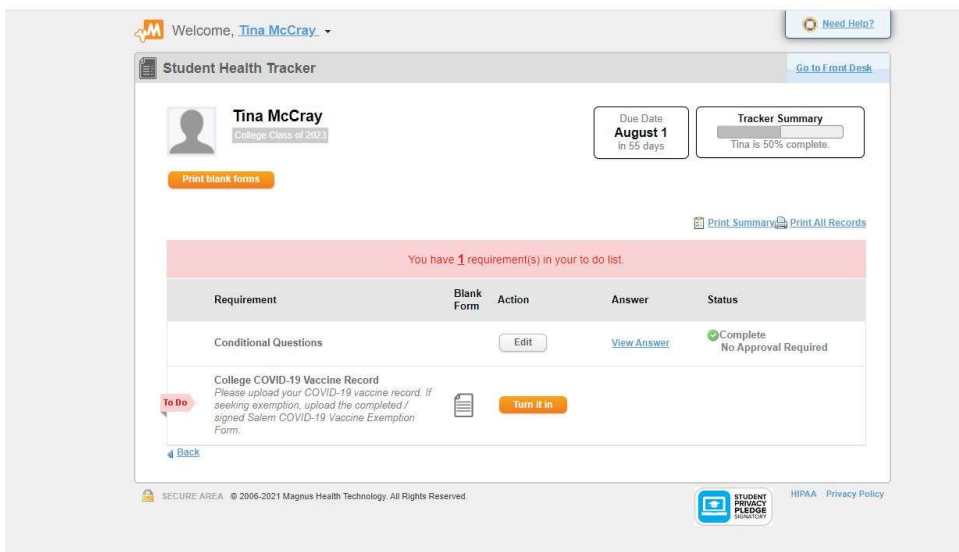 Welcome, Tina McCray
Need Help?
Student Health Tracker
Go to Front Desk
Tina McCray
College Class of 2023
Due Date
August 1
in 55 days
Tracker Summary
Tina is 50% complete.
Print blank forms
Print Summary Print All Records
You have 1 requirement(s) in your to do list.
Requirement Blank Form Action Answer Status
Conditional Questions Edit View Answer Complete
No Approval Required
To Do
College COVID-19 Vaccine Record
Please upload your COVID-19 vaccine record. If
seeking exemption, upload the completed /
signed Salem COVID-19 Vaccine Exemption
Form.
Turn it in
Back
SECURE AREA © 2006-2021 Magnus Health Technology. All Rights Reserved.
STUDENT
PRIVACY
PLEDGE
SIGNATORY
HIPAA Privacy Policy